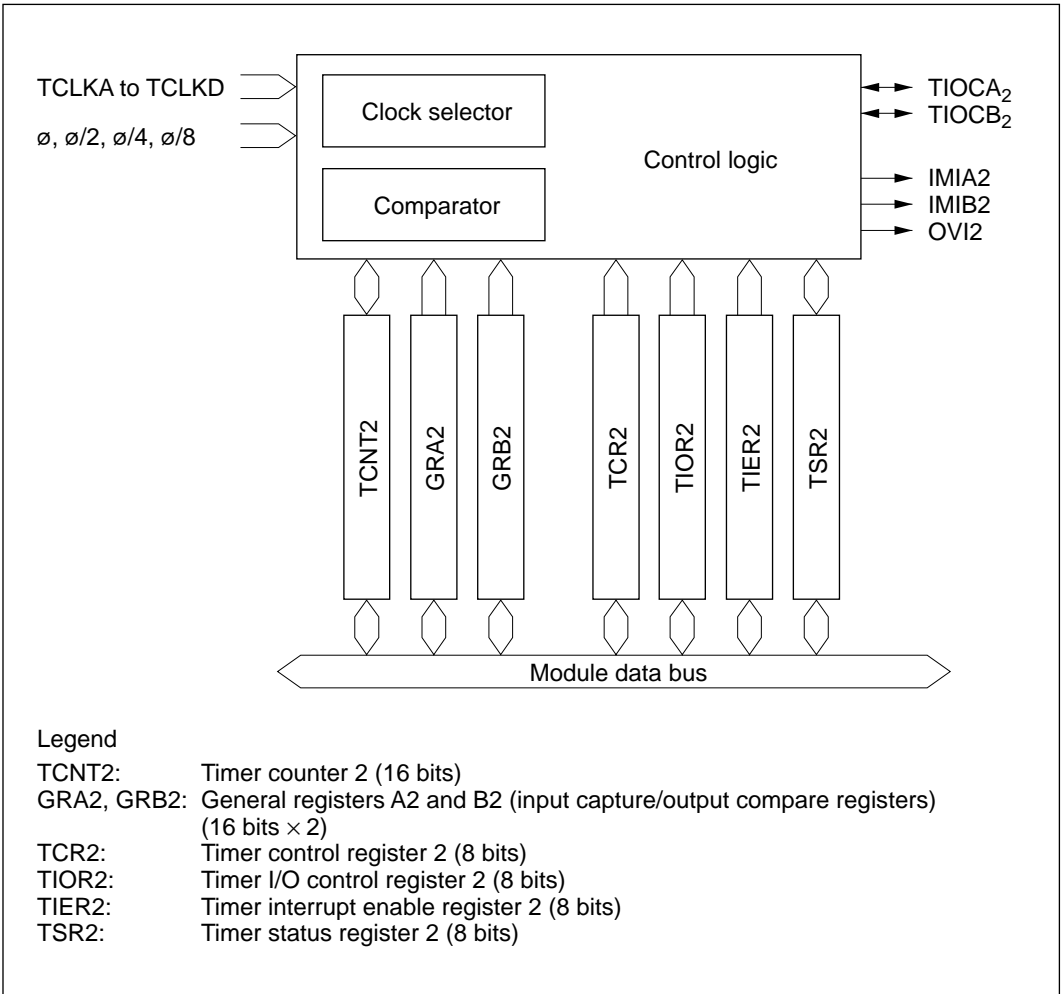 TCLKA to TCLKD
ø, ø/2, ø/4, ø/8
Clock selector
Comparator
Control logic
TIOCA2
TIOCB2
IMIA2
IMIB2
OVI2
TCNT2
GRA2
GRB2
TCR2
TIOR2
TIER2
TSR2
Module data bus
Legend
TCNT2: Timer counter 2 (16 bits)
GRA2, GRB2: General registers A2 and B2 (input capture/output compare registers)
(16 bits × 2)
TCR2: Timer control register 2 (8 bits)
TIOR2: Timer I/O control register 2 (8 bits)
TIER2: Timer interrupt enable register 2 (8 bits)
TSR2: Timer status register 2 (8 bits)